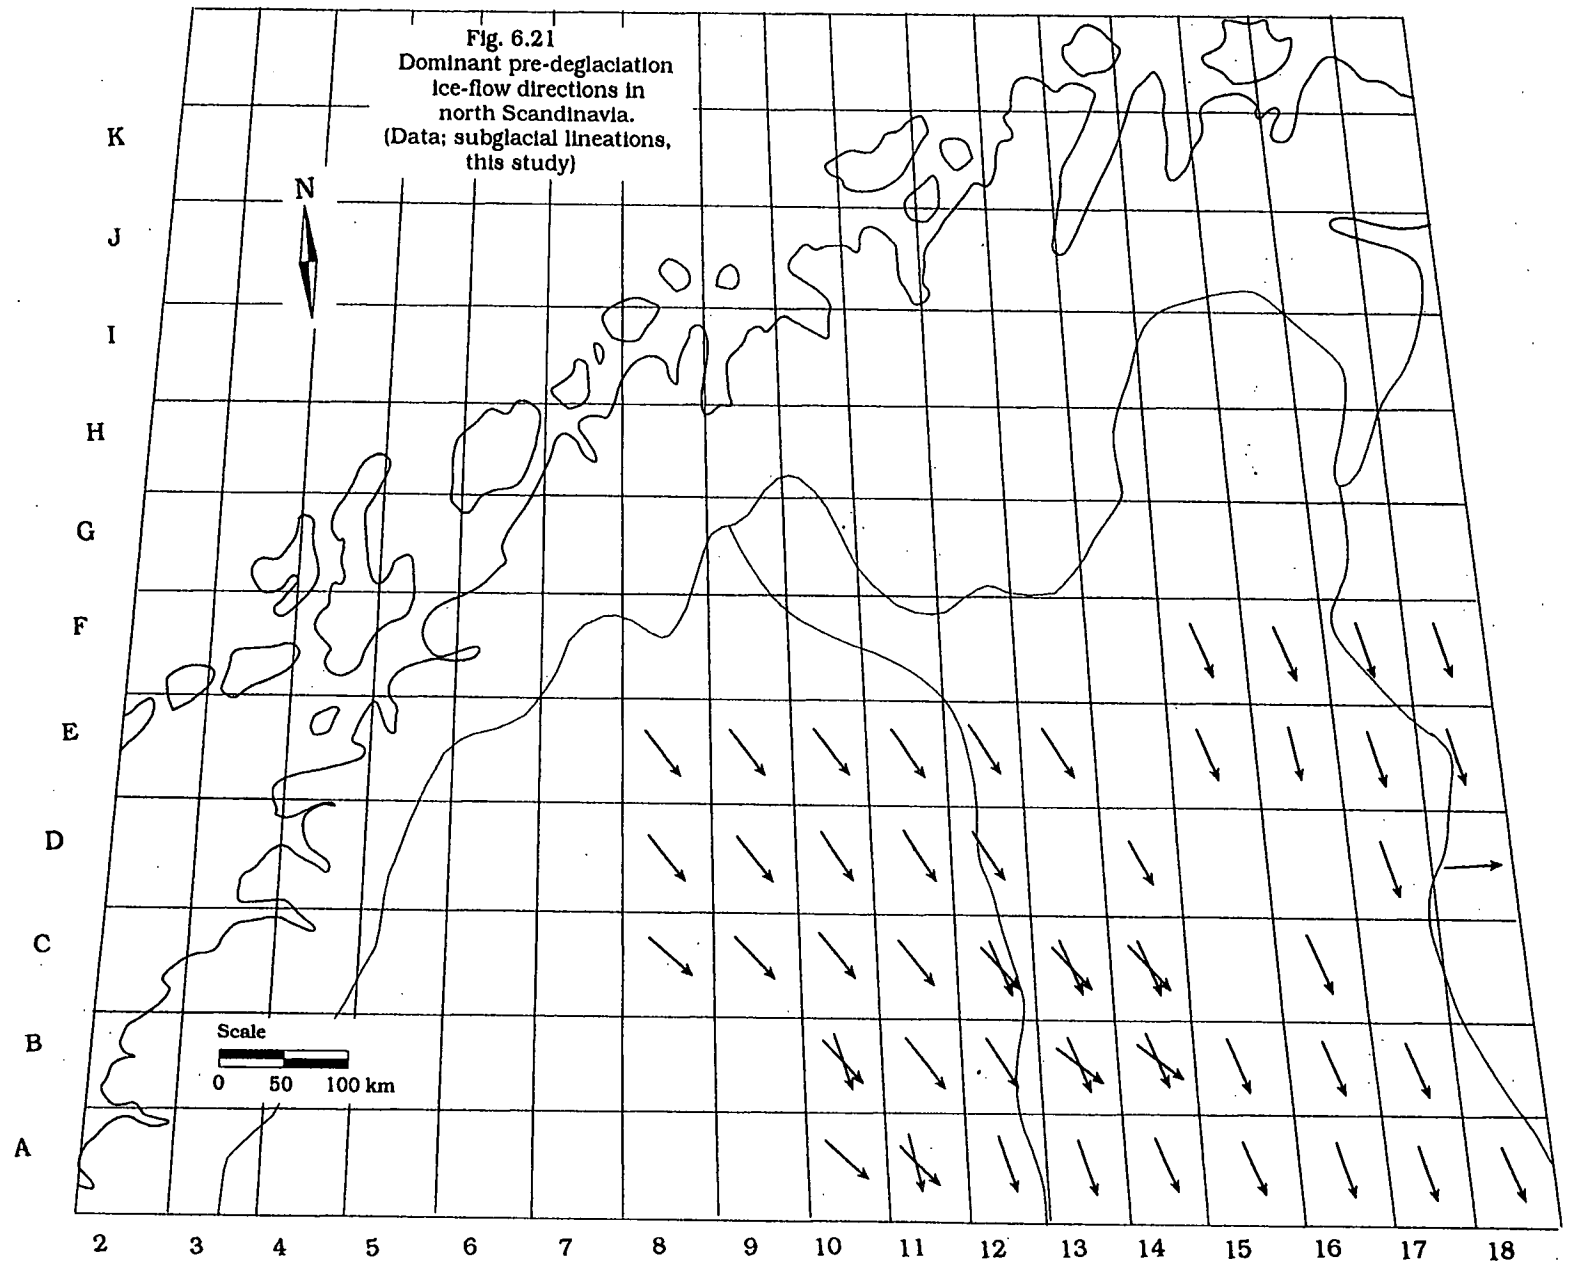 Fig. 6.21
Dominant pre-deglaciation
ice-flow directions in
north Scandinavia.
(Data; subglacial lineations,
this study)
K
N
J
I
H
G
F
E
D
C
B
A
Scale
0 50 100 km
2 3 4 5 6 7 8 9 10 11 12 13 14 15 16 17 18